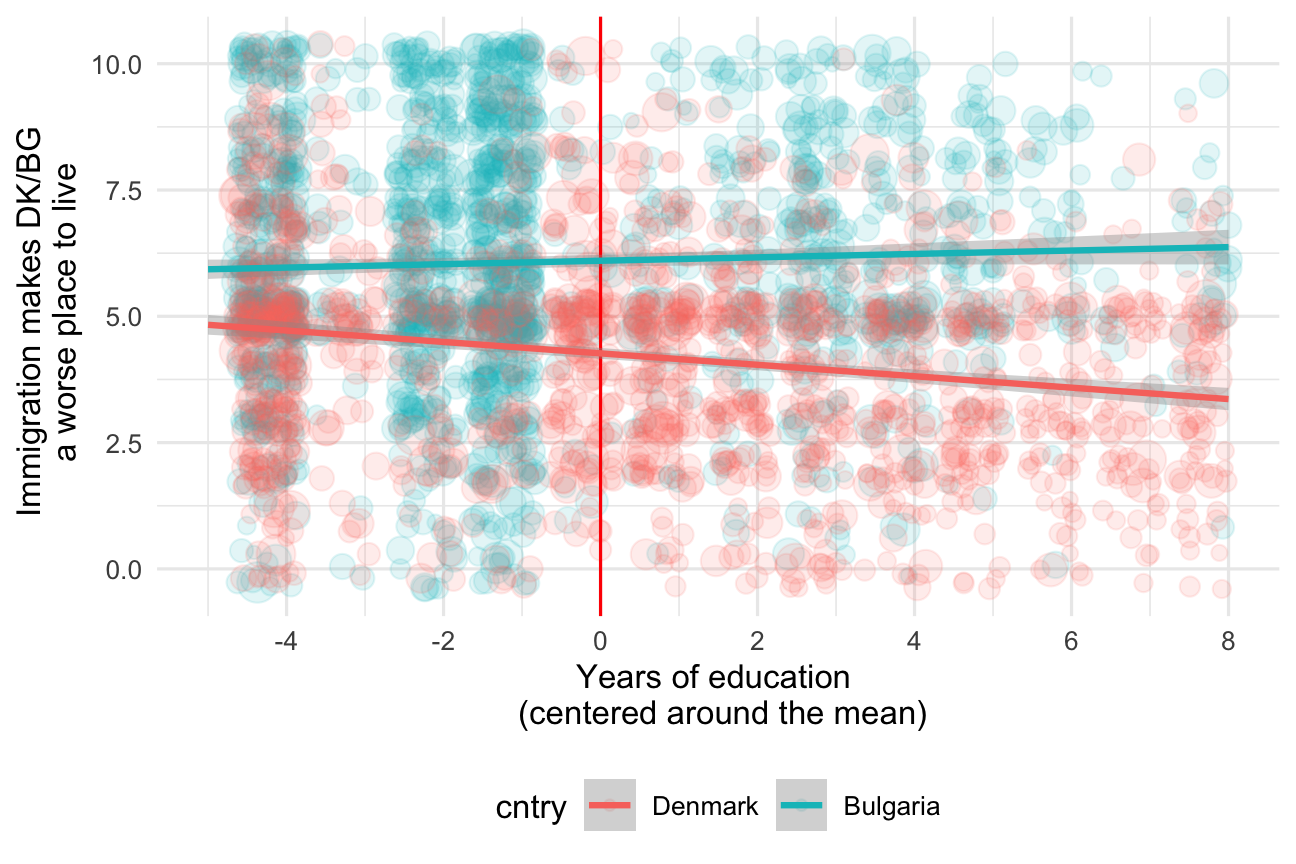 Immigration makes DK/BG
a worse place to live
10.0
7.5
5.0
2.5
0.0
-4 -2 0 2 4 6 8
Years of education
(centered around the mean)
cntry Denmark Bulgaria